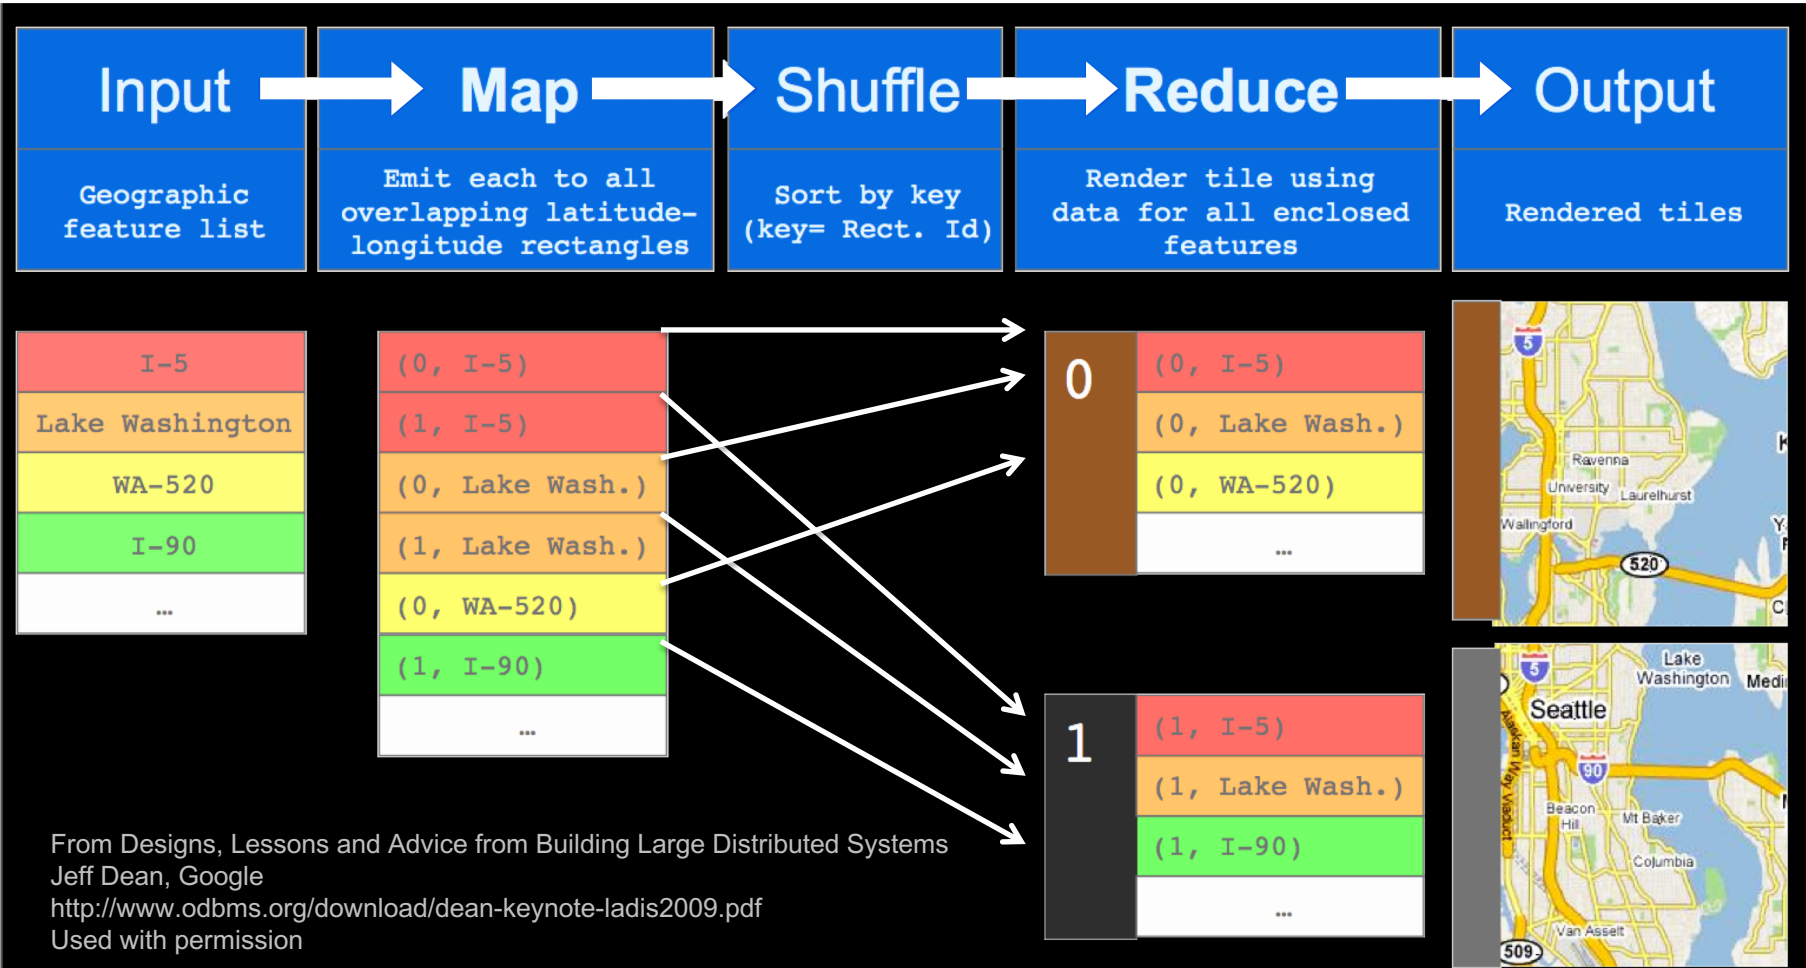 Input
Map
Shuffle
Reduce
Output
Geographic
feature list
Emit each to all
overlapping latitude-
longitude rectangles
Sort by key
(key= Rect. Id)
Render tile using
data for all enclosed
features
Rendered tiles
I-5
Lake Washington
WA-520
I-90
…
(0, I-5)
(1, I-5)
(0, Lake Wash.)
(1, Lake Wash.)
(0, WA-520)
(1, I-90)
…
0
(0, I-5)
(0, Lake Wash.)
(0, WA-520)
…
1
(1, I-5)
(1, Lake Wash.)
(1, I-90)
…
5
Ravenna
University
Laurelhurst
Wallingford
520
5
Lake
Washington
Medi
Seattle
Alaskan Way Viaduct
90
Beacon
Hill
Mt Baker
Columbia
Van Asselt
509
From Designs, Lessons and Advice from Building Large Distributed Systems
Jeff Dean, Google
http://www.odbms.org/download/dean-keynote-ladis2009.pdf
Used with permission